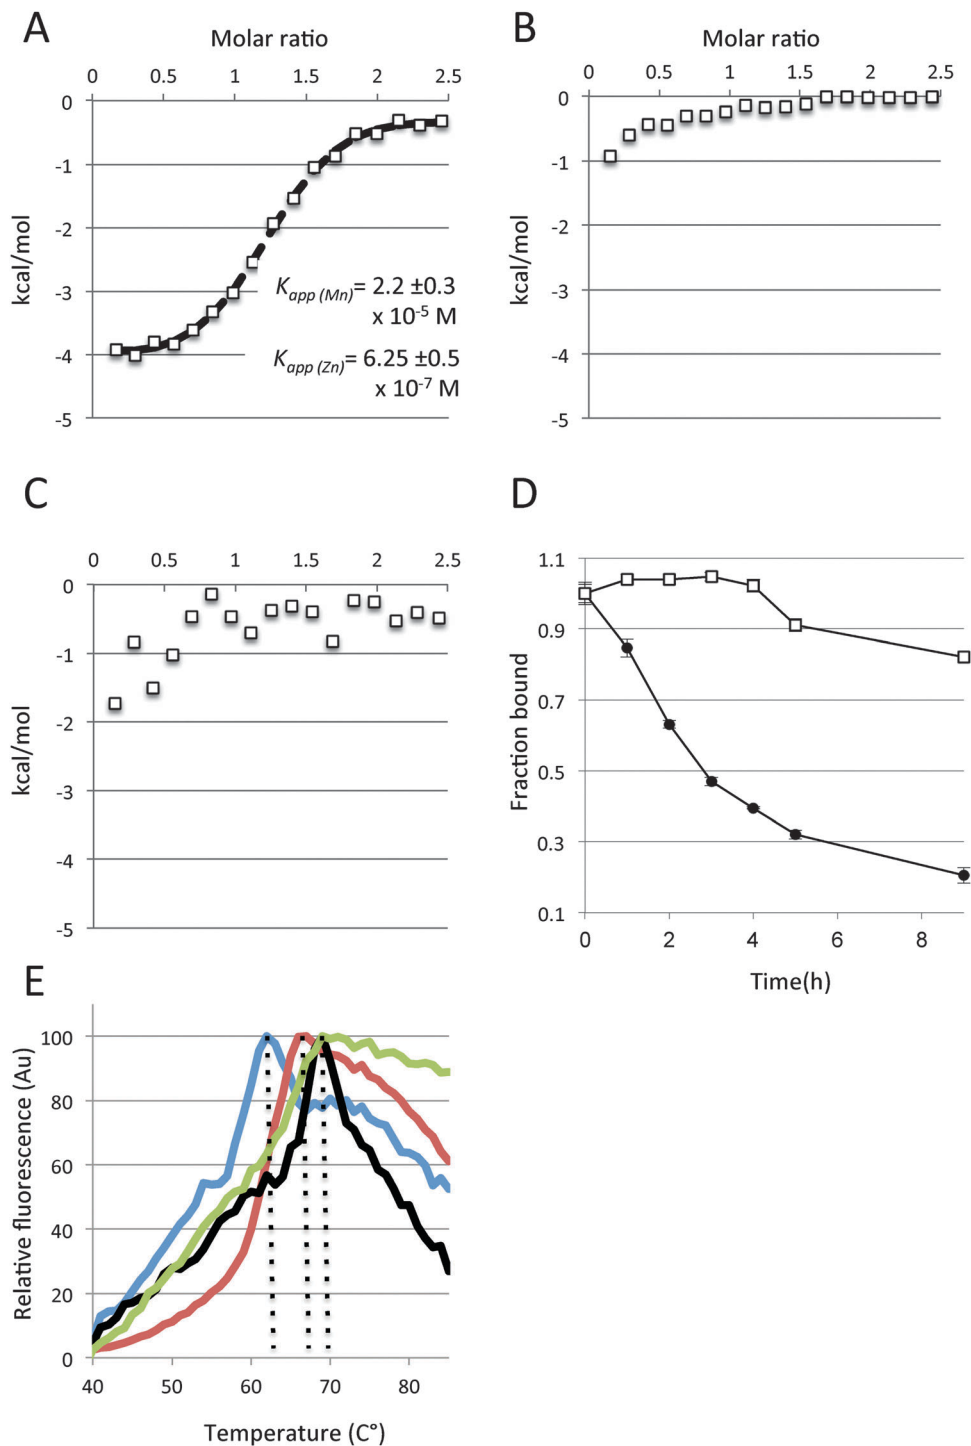 A
Molar ratio
0 0.5 1 1.5 2 2.5
0
-1
-2
-3
-4
-5
kcal/mol
K app (Mn) = 2.2 ±0.3
x 10-5 M
K app (Zn) = 6.25 ±0.5
x 10-7 M
B
Molar ratio
0 0.5 1 1.5 2 2.5
0
-1
-2
-3
-4
-5
kcal/mol
C
0 0.5 1 1.5 2 2.5
0
-1
-2
-3
-4
-5
kcal/mol
D
1.1
0.9
0.7
0.5
0.3
0.1
Fraction bound
0 2 4 6 8
Time(h)
E
100
80
60
40
20
0
Relative fluorescence (Au)
40 50 60 70 80
Temperature (C°)